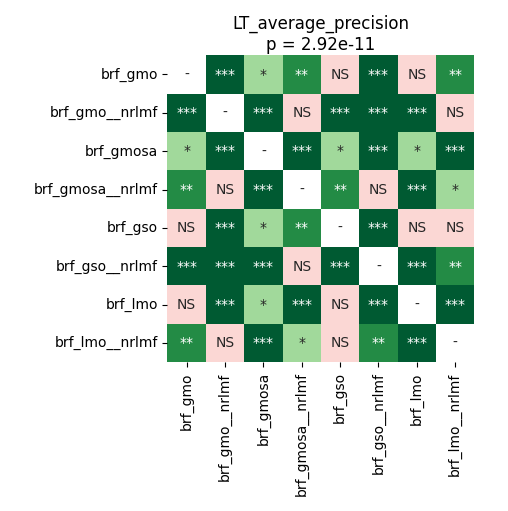 LT_average_precision
p = 2.92e-11
brf_gmo - *** * ** NS *** NS **
brf_gmo__nrlmf *** - *** NS *** *** *** NS
brf_gmosa * *** - *** * *** * ***
brf_gmosa__nrlmf ** NS *** - ** NS *** *
brf_gso NS *** * ** - *** NS NS
brf_gso__nrlmf *** *** *** NS *** - *** **
brf_lmo NS *** * *** NS *** - ***
brf_lmo__nrlmf ** NS *** * NS ** *** -
brf_gmo
brf_gmo__nrlmf
brf_gmosa
brf_gmosa__nrlmf
brf_gso
brf_gso__nrlmf
brf_lmo
brf_lmo__nrlmf